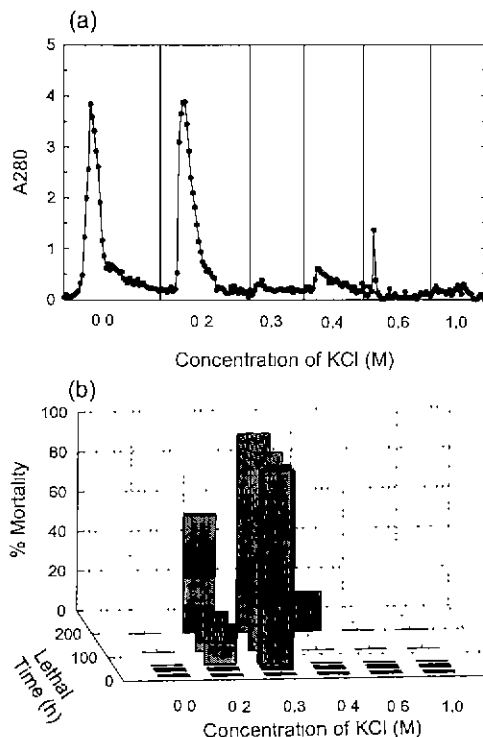 (a)
5
4
3
2
1
0
A280
0 0 0 2 0.3 0.4 0.6 1.0
Concentration of KCl (M)
(b)
100
80
60
40
20
0
% Mortality
200
100
0
Lethal
Time (h)
0 0 0 2 0.3 0 4 0.6 1.0
Concentration of KCl (M)